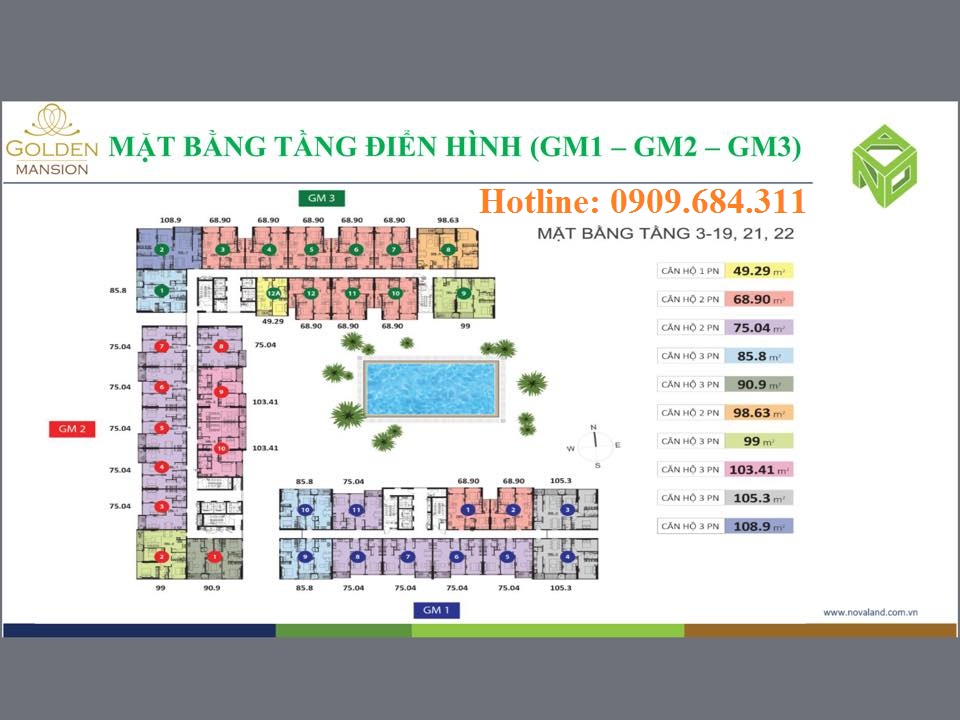 GOLDEN
MANSION
MẶT BẰNG TẦNG ĐIỂN HÌNH (GM1 – GM2 – GM3)
Hotline: 0909.684.311
MẶT BẰNG TẦNG 3-19, 21, 22
GM 3
108.9 68.90 68.90 68.90 68.90 68.90 98.63
2 3 4 5 6 7 8
85.8 1 12A 12 11 10 9
49.29 68.90 68.90 68.90 99
CĂN HỘ 1 PN 49.29 m²
CĂN HỘ 2 PN 68.90 m²
CĂN HỘ 2 PN 75.04 m²
CĂN HỘ 3 PN 85.8 m²
CĂN HỘ 3 PN 90.9 m²
CĂN HỘ 2 PN 98.63 m²
CĂN HỘ 3 PN 99 m²
CĂN HỘ 3 PN 103.41 m²
CĂN HỘ 3 PN 105.3 m²
CĂN HỘ 3 PN 108.9 m²
75.04 7 8 75.04
75.04 6 9 103.41
GM 2
75.04 5 10 103.41
75.04 4
75.04 3
2 1
99 90.9
N
W E
S
85.8 75.04 68.90 68.90 105.3
10 11 1 2 3
9 8 7 6 5 4
85.8 75.04 75.04 75.04 75.04 105.3
GM 1
www.novaland.com.vn